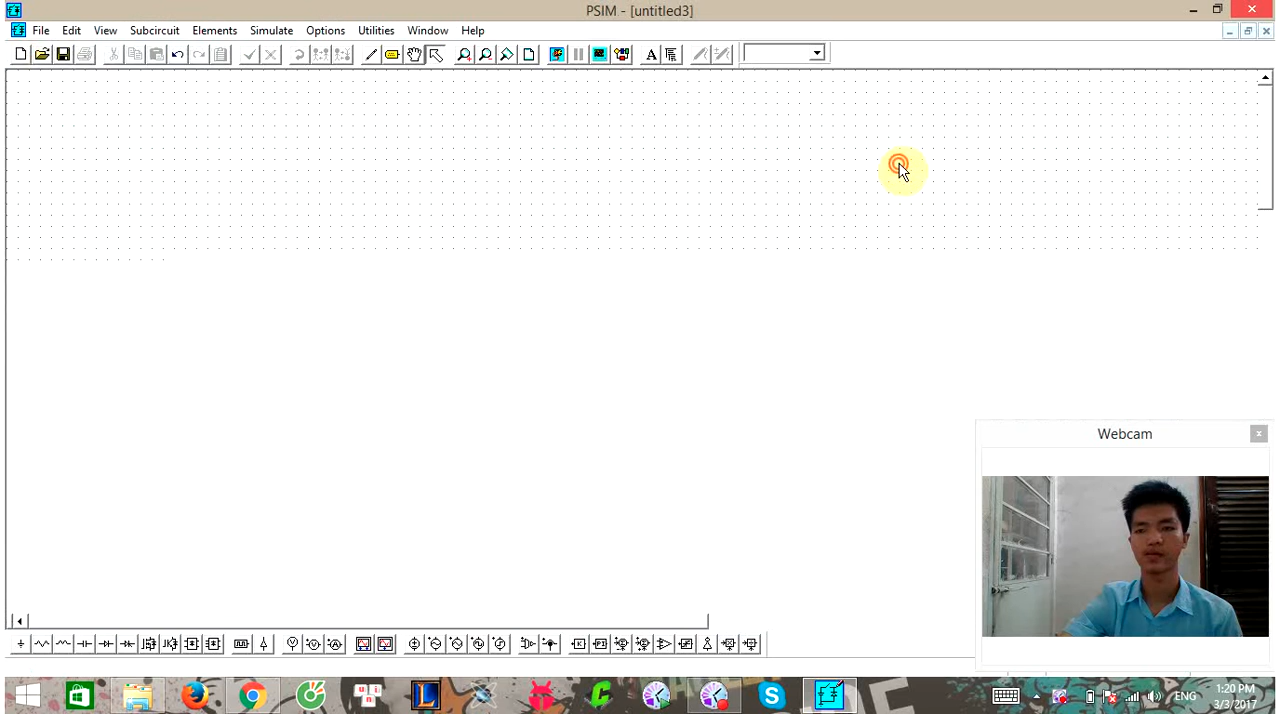 PSIM - [untitled3]
File Edit View Subcircuit Elements Simulate Options Utilities Window Help
Webcam
ENG
1:20 PM
3/3/2017